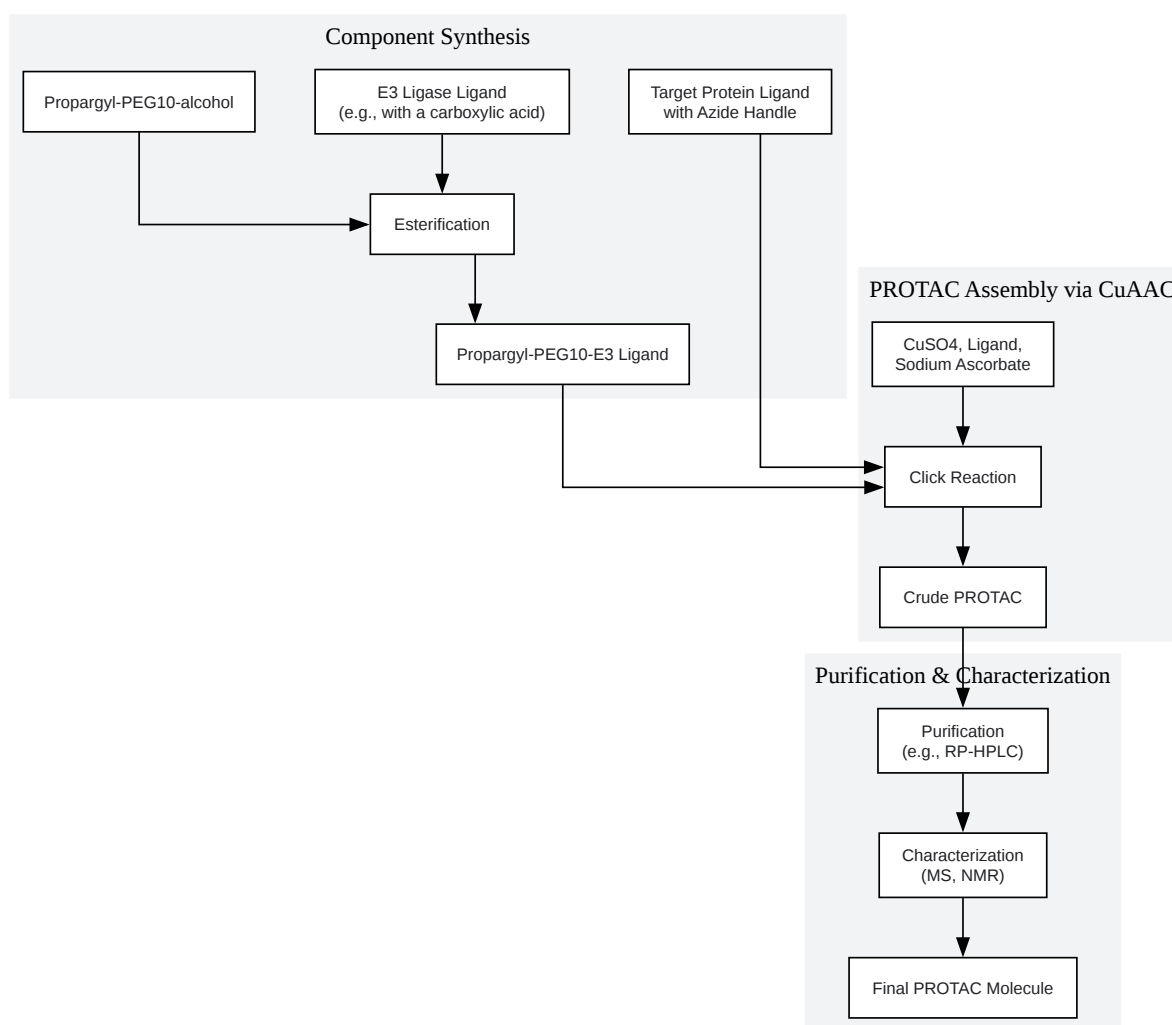 Component Synthesis
Propargyl-PEG10-alcohol
E3 Ligase Ligand
(e.g., with a carboxylic acid)
Target Protein Ligand
with Azide Handle
Esterification
Propargyl-PEG10-E3 Ligand
PROTAC Assembly via CuAAC
CuSO4, Ligand,
Sodium Ascorbate
Click Reaction
Crude PROTAC
Purification & Characterization
Purification
(e.g., RP-HPLC)
Characterization
(MS, NMR)
Final PROTAC Molecule